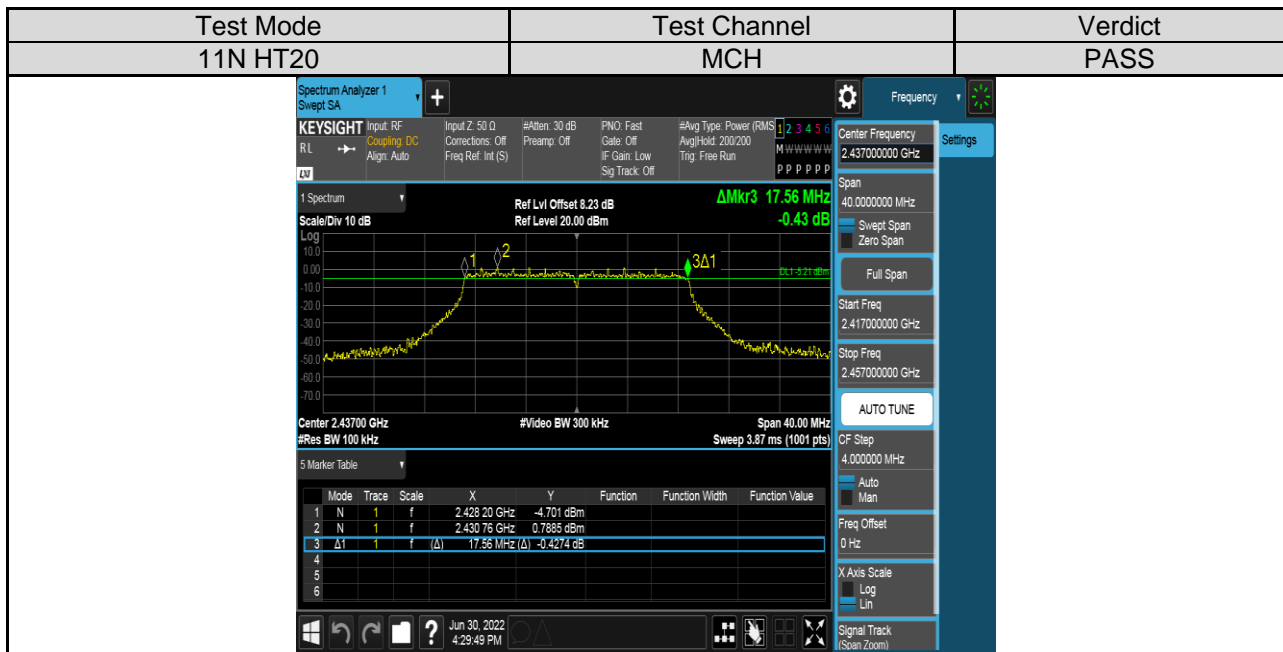 Test Mode Test Channel Verdict
11N HT20 MCH PASS
Spectrum Analyzer 1
Swept SA
+
Frequency
KEYSIGHT Input: RF Input Z: 50 Ω #Atten: 30 dB PNO: Fast #Avg Type: Power (RMS 1 2 3 4 5 6
RL Coupling: DC Corrections: Off Preamp: Off Gate: Off Avg|Hold: 200/200 M W W W W W
Align: Auto Freq Ref: Int (S) IF Gain: Low Trig: Free Run
LXI Sig Track: Off P P P P P P
1 Spectrum
Ref Lvl Offset 8.23 dB ΔMkr3 17.56 MHz
Scale/Div 10 dB Ref Level 20.00 dBm -0.43 dB
Log
10.0
0.00
-10.0
-20.0
-30.0
-40.0
-50.0
-60.0
-70.0
1
2
3Δ1
DL1 -5.21 dBm
Center 2.43700 GHz #Video BW 300 kHz Span 40.00 MHz
#Res BW 100 kHz Sweep 3.87 ms (1001 pts)
5 Marker Table
Mode Trace Scale X Y Function Function Width Function Value
1 N 1 f 2.428 20 GHz -4.701 dBm
2 N 1 f 2.430 76 GHz 0.7885 dBm
3 Δ1 1 f (Δ) 17.56 MHz (Δ) -0.4274 dB
4
5
6
?
Jun 30, 2022
4:29:49 PM
Settings
Center Frequency
2.437000000 GHz
Span
40.0000000 MHz
Swept Span
Zero Span
Full Span
Start Freq
2.417000000 GHz
Stop Freq
2.457000000 GHz
AUTO TUNE
CF Step
4.000000 MHz
Auto
Man
Freq Offset
0 Hz
X Axis Scale
Log
Lin
Signal Track
(Span Zoom)